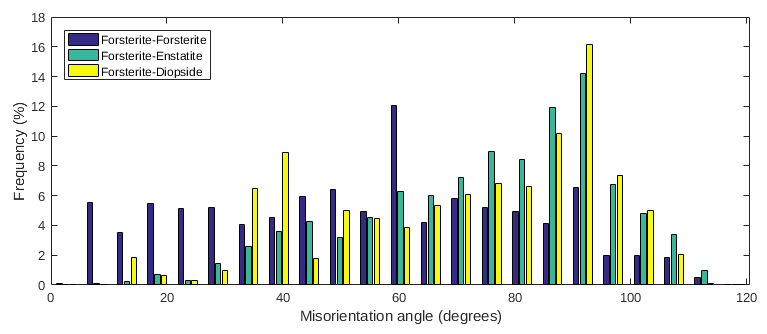 18
16
14
12
10
8
6
4
2
0
Frequency (%)
Forsterite-Forsterite
Forsterite-Enstatite
Forsterite-Diopside
0 20 40 60 80 100 120
Misorientation angle (degrees)